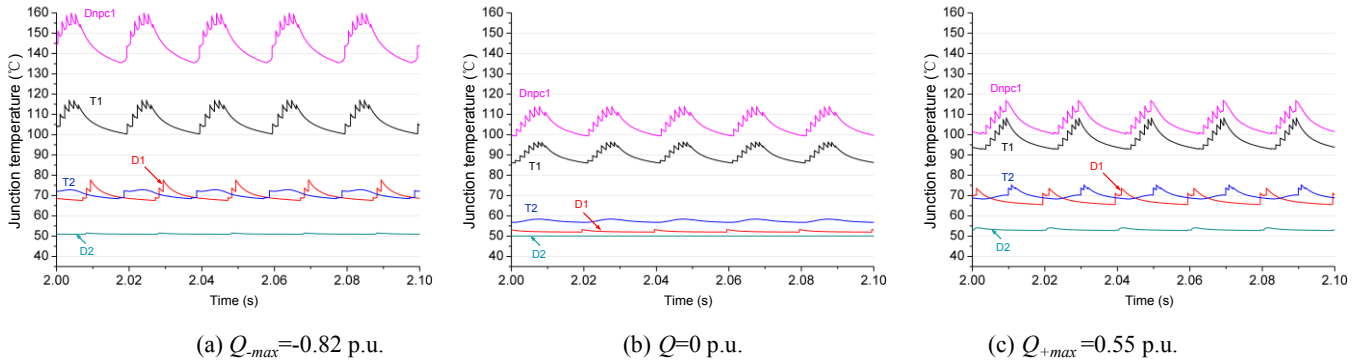 160
150
140
130
120
110
100
90
80
70
60
50
40
Junction temperature (℃)
Dnpc1
T1
D1
T2
D2
2.00 2.02 2.04 2.06 2.08 2.10
Time (s)
(a) Q-max=-0.82 p.u.
160
150
140
130
120
110
100
90
80
70
60
50
40
Junction temperature (℃)
Dnpc1
T1
T2
D1
D2
2.00 2.02 2.04 2.06 2.08 2.10
Time (s)
(b) Q=0 p.u.
160
150
140
130
120
110
100
90
80
70
60
50
40
Junction temperature (℃)
Dnpc1
T1
T2
D1
D2
2.00 2.02 2.04 2.06 2.08 2.10
Time (s)
(c) Q+max =0.55 p.u.